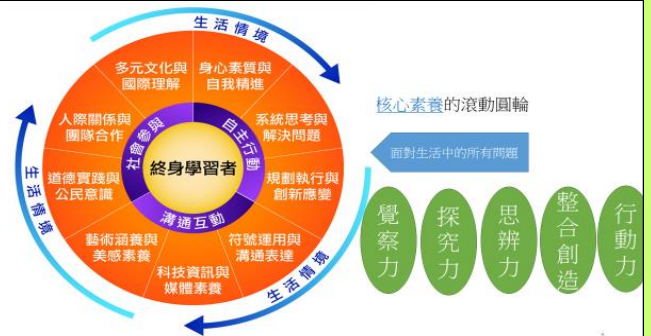 生活情境
多元文化與
國際理解
身心素質與
自我精進
人際關係與
團隊合作
系統思考與
解決問題
社會參與
自主行動
終身學習者
道德實踐與
公民意識
規劃執行與
創新應變
溝通互動
藝術涵養與
美感素養
符號運用與
溝通表達
科技資訊與
媒體素養
生活情境
生活情境
核心素養的滾動圓輪
面對生活中的所有問題
覺察力
探究力
思辨力
整合創造
行動力